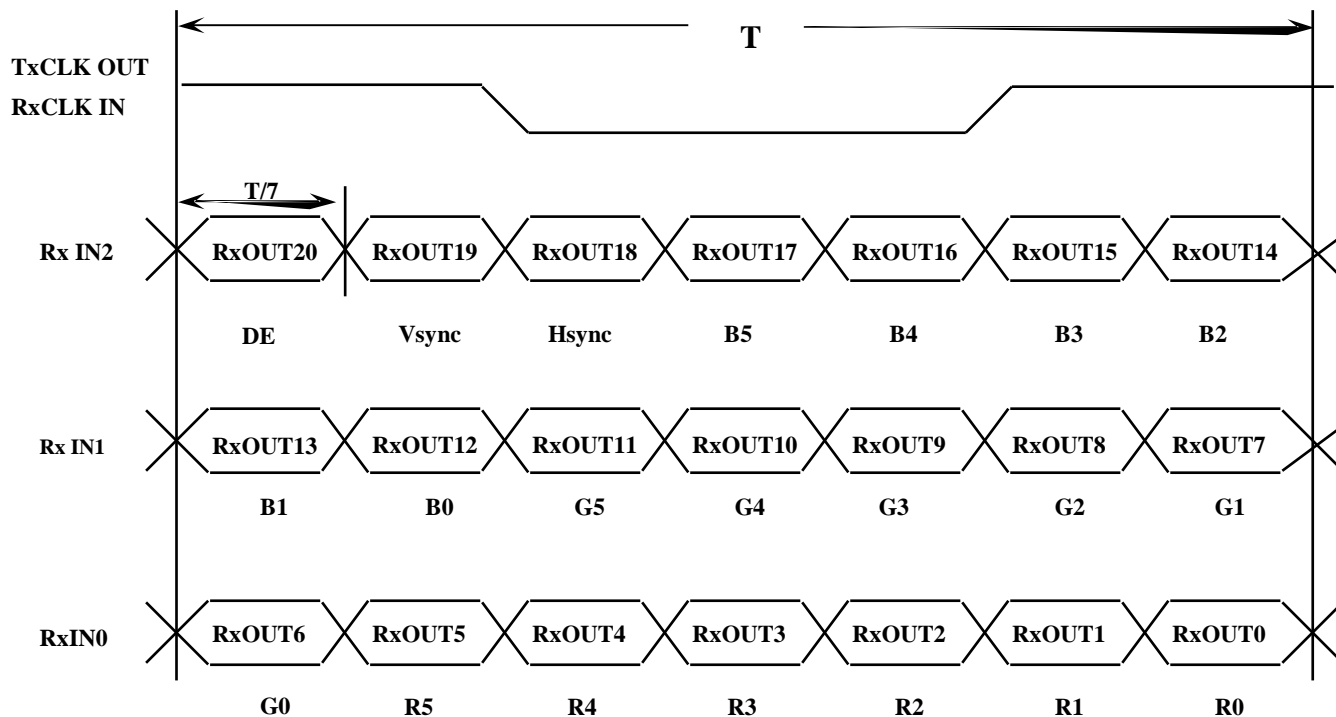 T
TxCLK OUT
RxCLK IN
T/7
Rx IN2 RxOUT20 RxOUT19 RxOUT18 RxOUT17 RxOUT16 RxOUT15 RxOUT14
DE Vsync Hsync B5 B4 B3 B2
Rx IN1 RxOUT13 RxOUT12 RxOUT11 RxOUT10 RxOUT9 RxOUT8 RxOUT7
B1 B0 G5 G4 G3 G2 G1
RxIN0 RxOUT6 RxOUT5 RxOUT4 RxOUT3 RxOUT2 RxOUT1 RxOUT0
G0 R5 R4 R3 R2 R1 R0